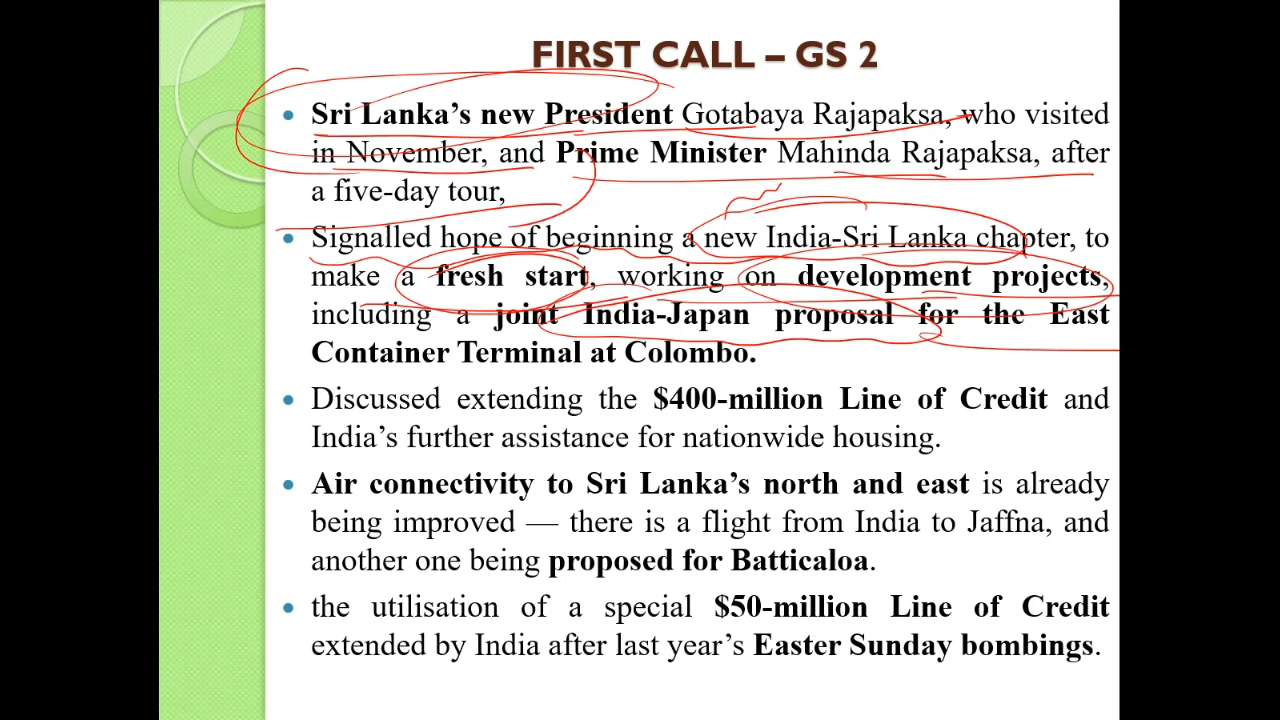 FIRST CALL – GS 2
• Sri Lanka’s new President Gotabaya Rajapaksa, who visited
in November, and Prime Minister Mahinda Rajapaksa, after
a five-day tour,
• Signalled hope of beginning a new India-Sri Lanka chapter, to
make a fresh start, working on development projects,
including a joint India-Japan proposal for the East
Container Terminal at Colombo.
• Discussed extending the $400-million Line of Credit and
India’s further assistance for nationwide housing.
• Air connectivity to Sri Lanka’s north and east is already
being improved — there is a flight from India to Jaffna, and
another one being proposed for Batticaloa.
• the utilisation of a special $50-million Line of Credit
extended by India after last year’s Easter Sunday bombings.